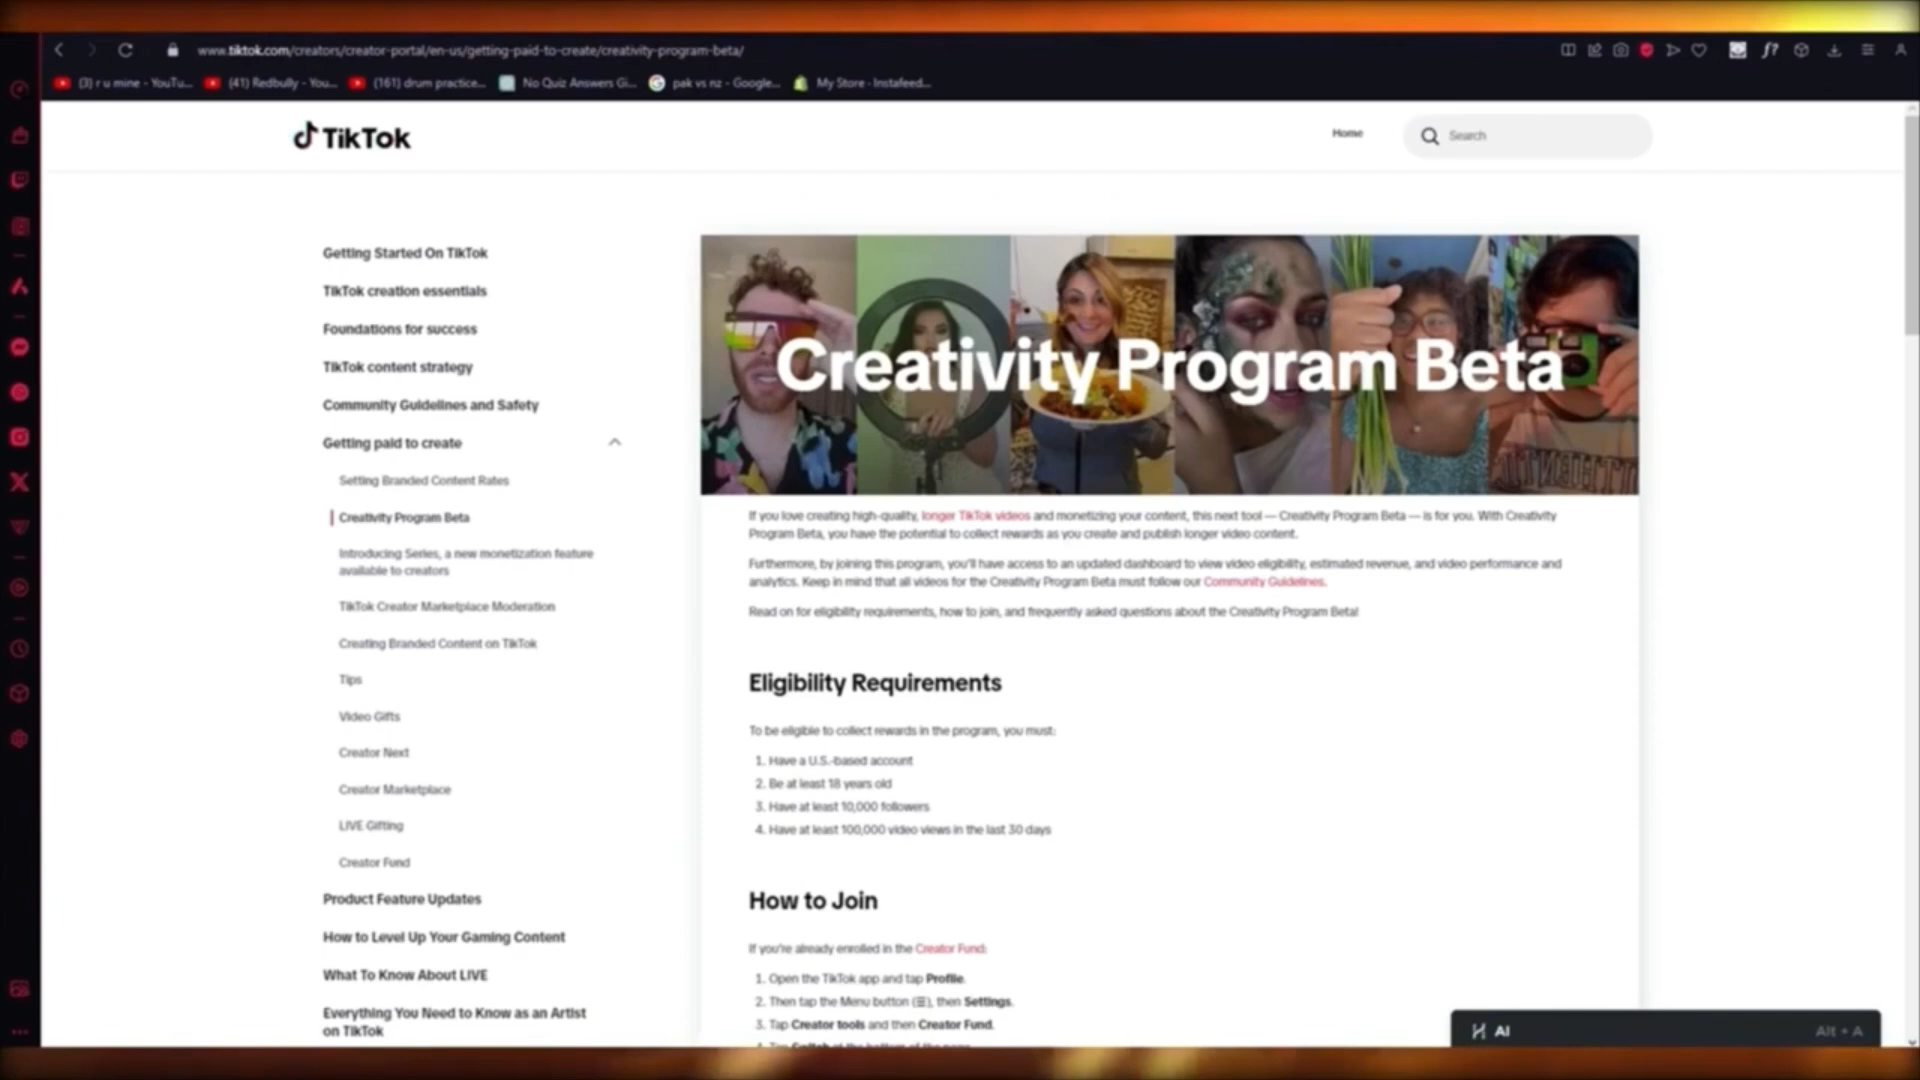 www.tiktok.com/creators/creator-portal/en-us/getting-paid-to-create/creativity-program-beta/
(3) r u mine - YouTu...
(41) Redbully - You...
(161) drum practice...
No Quiz Answers Gi...
pak vs nz - Google...
My Store · Instafeed...
TikTok
Home
Search
Getting Started On TikTok
TikTok creation essentials
Foundations for success
TikTok content strategy
Community Guidelines and Safety
Getting paid to create
Setting Branded Content Rates
Creativity Program Beta
Introducing Series, a new monetization feature
available to creators
TikTok Creator Marketplace Moderation
Creating Branded Content on TikTok
Tips
Video Gifts
Creator Next
Creator Marketplace
LIVE Gifting
Creator Fund
Product Feature Updates
How to Level Up Your Gaming Content
What To Know About LIVE
Everything You Need to Know as an Artist
on TikTok
Creativity Program Beta
If you love creating high-quality, longer TikTok videos and monetizing your content, this next tool — Creativity Program Beta — is for you. With Creativity
Program Beta, you have the potential to collect rewards as you create and publish longer video content.
Furthermore, by joining this program, you'll have access to an updated dashboard to view video eligibility, estimated revenue, and video performance and
analytics. Keep in mind that all videos for the Creativity Program Beta must follow our Community Guidelines.
Read on for eligibility requirements, how to join, and frequently asked questions about the Creativity Program Beta!
Eligibility Requirements
To be eligible to collect rewards in the program, you must:
1. Have a U.S.-based account
2. Be at least 18 years old
3. Have at least 10,000 followers
4. Have at least 100,000 video views in the last 30 days
How to Join
If you're already enrolled in the Creator Fund:
1. Open the TikTok app and tap Profile.
2. Then tap the Menu button (☰), then Settings.
3. Tap Creator tools and then Creator Fund.
4. Tap Switch at the bottom of the page.
AI
Alt + A